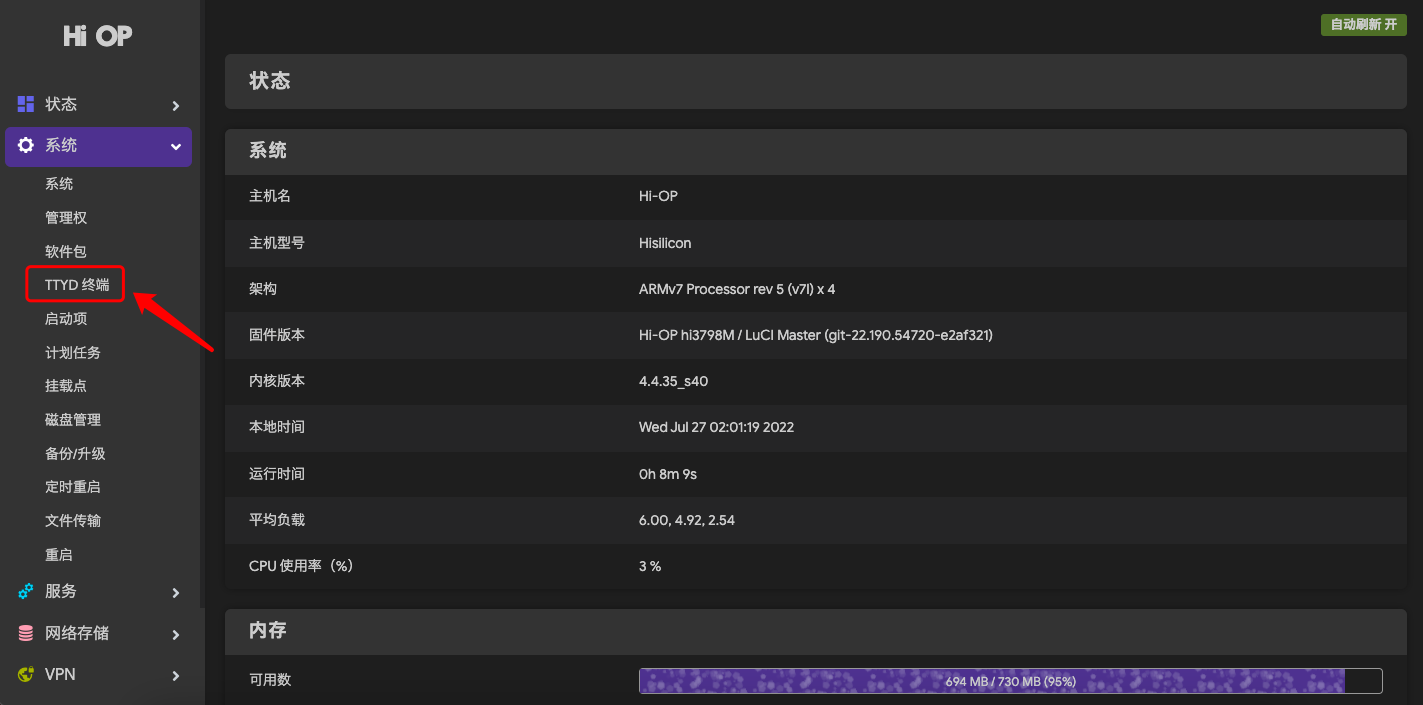 Hi OP
状态
系统
系统
管理权
软件包
TTYD 终端
启动项
计划任务
挂载点
磁盘管理
备份/升级
定时重启
文件传输
重启
服务
网络存储
VPN
自动刷新 开
状态
系统
主机名 Hi-OP
主机型号 Hisilicon
架构 ARMv7 Processor rev 5 (v7l) x 4
固件版本 Hi-OP hi3798M / LuCI Master (git-22.190.54720-e2af321)
内核版本 4.4.35_s40
本地时间 Wed Jul 27 02:01:19 2022
运行时间 0h 8m 9s
平均负载 6.00, 4.92, 2.54
CPU 使用率（%） 3 %
内存
可用数 694 MB / 730 MB (95%)